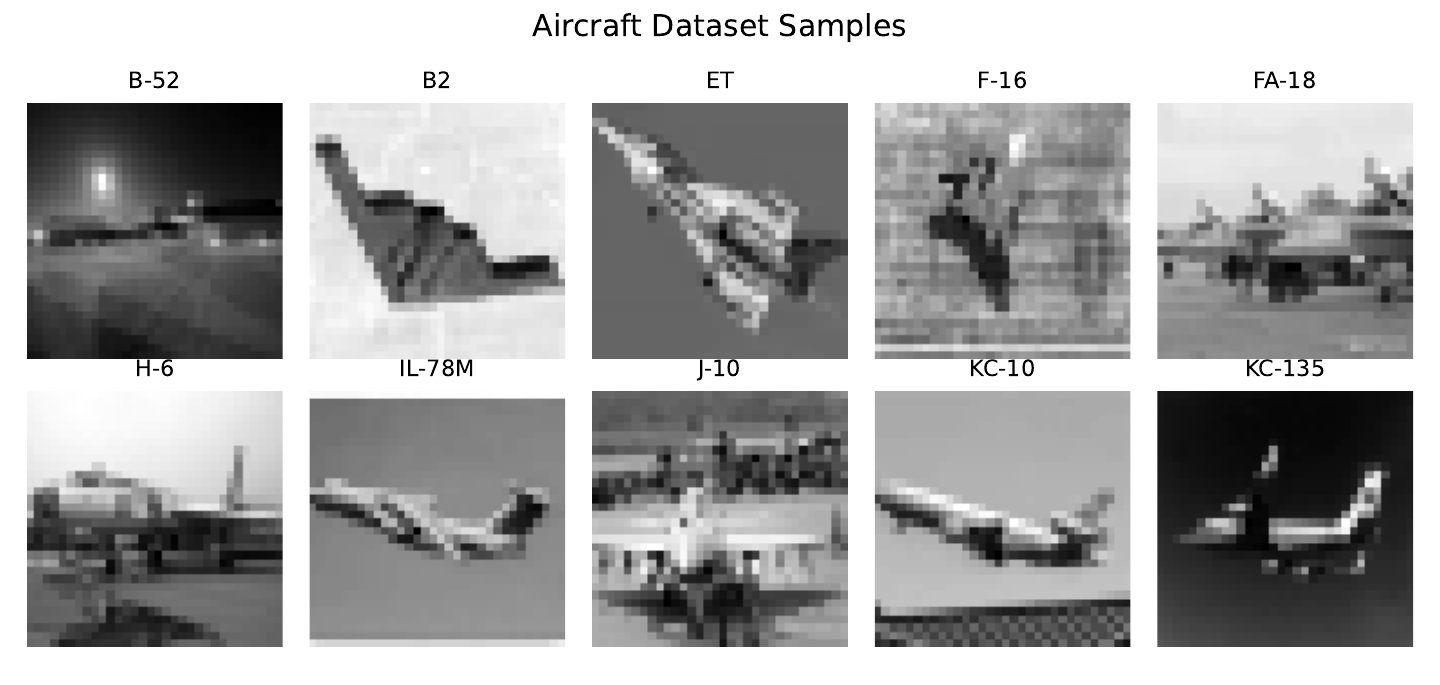 Aircraft Dataset Samples
B-52 B2 ET F-16 FA-18
H-6 IL-78M J-10 KC-10 KC-135